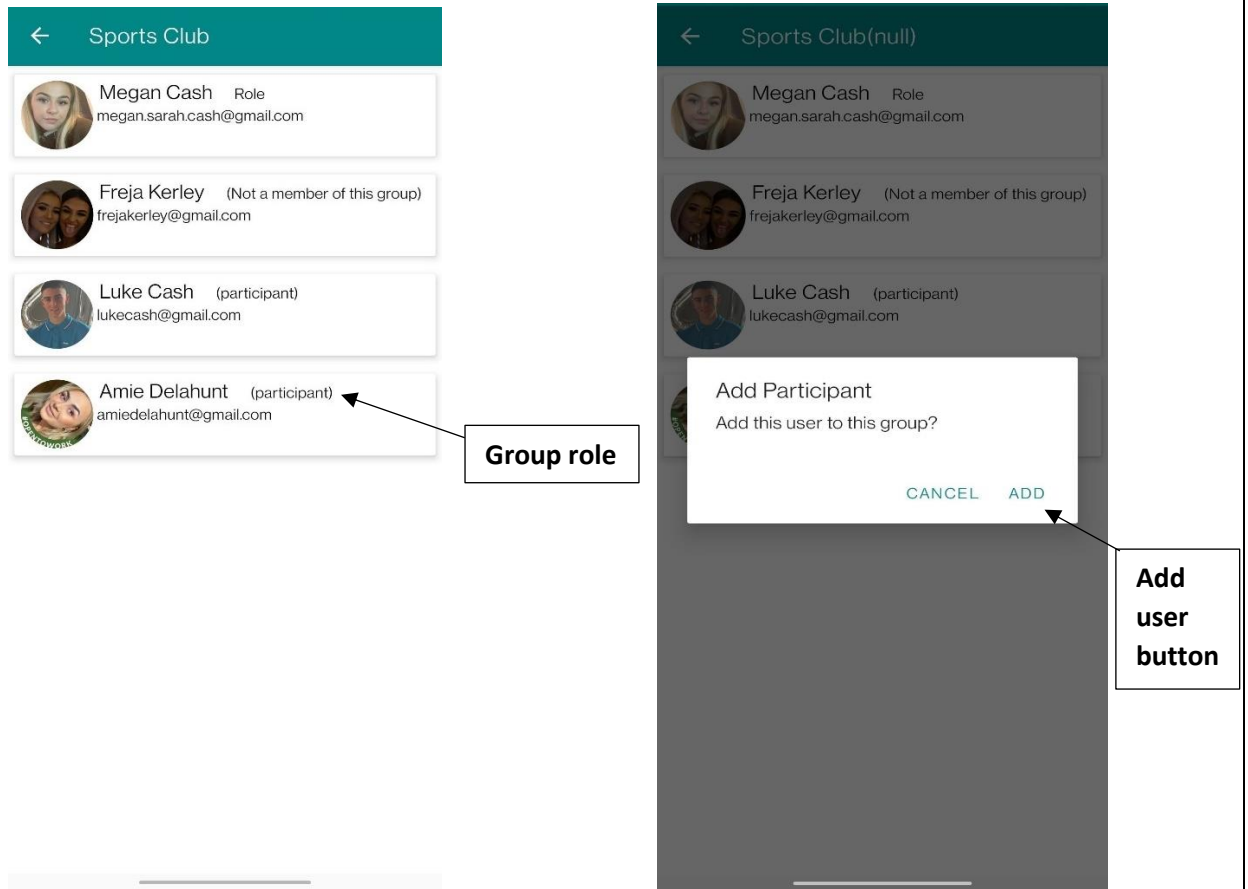 Sports Club
Megan Cash Role
megan.sarah.cash@gmail.com
Freja Kerley (Not a member of this group)
frejakerley@gmail.com
Luke Cash (participant)
lukecash@gmail.com
Amie Delahunt (participant)
amiedelahunt@gmail.com
#OPENTOWORK
Group role
Sports Club(null)
Megan Cash Role
megan.sarah.cash@gmail.com
Freja Kerley (Not a member of this group)
frejakerley@gmail.com
Luke Cash (participant)
lukecash@gmail.com
Add Participant
Add this user to this group?
CANCEL ADD
Add
user
button